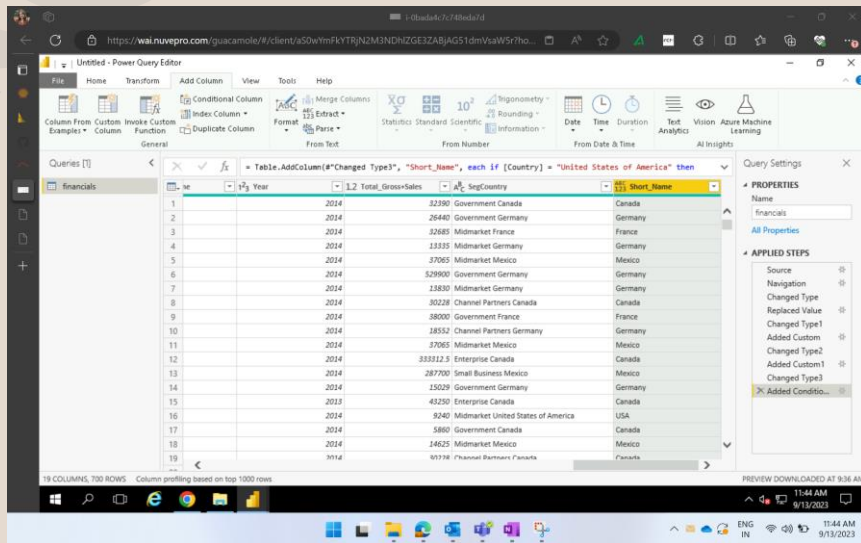 i-0bada4c7c748eda7d
https://wai.nuvepro.com/guacamole/#/client/aS0wYmFkYTRjN2M3NDhlZGE3ZABjAG51dmVsaW5r?ho...
Untitled - Power Query Editor
File Home Transform Add Column View Tools Help
Column From Examples
Custom Column
Invoke Custom Function
Conditional Column
Index Column
Duplicate Column
General
Format
Merge Columns
Extract
Parse
From Text
Statistics
Standard
Scientific
Trigonometry
Rounding
Information
From Number
Date
Time
Duration
From Date & Time
Text Analytics
Vision
Azure Machine Learning
AI Insights
Queries [1]
financials
= Table.AddColumn(#"Changed Type3", "Short_Name", each if [Country] = "United States of America" then
Year Total_Gross+Sales SegCountry Short_Name
1 2014 32390 Government Canada Canada
2 2014 26440 Government Germany Germany
3 2014 32685 Midmarket France France
4 2014 13335 Midmarket Germany Germany
5 2014 37065 Midmarket Mexico Mexico
6 2014 529900 Government Germany Germany
7 2014 13830 Midmarket Germany Germany
8 2014 30228 Channel Partners Canada Canada
9 2014 38000 Government France France
10 2014 18552 Channel Partners Germany Germany
11 2014 37065 Midmarket Mexico Mexico
12 2014 333312.5 Enterprise Canada Canada
13 2014 287700 Small Business Mexico Mexico
14 2014 15029 Government Germany Germany
15 2013 43250 Enterprise Canada Canada
16 2014 9240 Midmarket United States of America USA
17 2014 5860 Government Canada Canada
18 2014 14625 Midmarket Mexico Mexico
19 2014 30228 Channel Partners Canada Canada
Query Settings
PROPERTIES
Name
financials
All Properties
APPLIED STEPS
Source
Navigation
Changed Type
Replaced Value
Changed Type1
Added Custom
Changed Type2
Added Custom1
Changed Type3
Added Conditio...
19 COLUMNS, 700 ROWS Column profiling based on top 1000 rows
PREVIEW DOWNLOADED AT 9:36 AM
11:44 AM
9/13/2023
ENG
IN
11:44 AM
9/13/2023